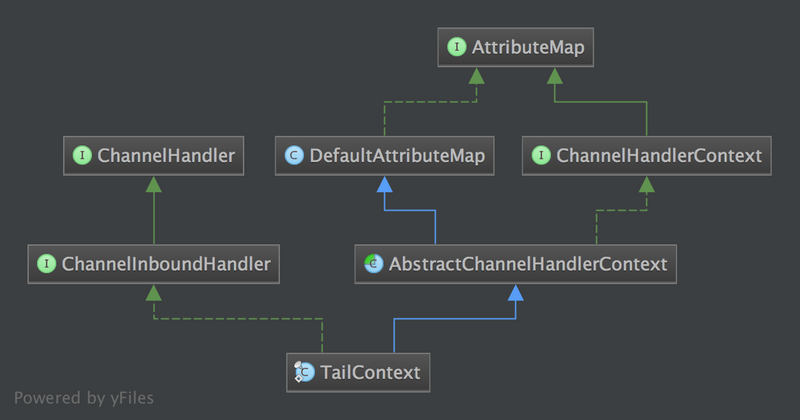 I AttributeMap
I ChannelHandler
C DefaultAttributeMap
I ChannelHandlerContext
I ChannelInboundHandler
C AbstractChannelHandlerContext
C TailContext
Powered by yFiles